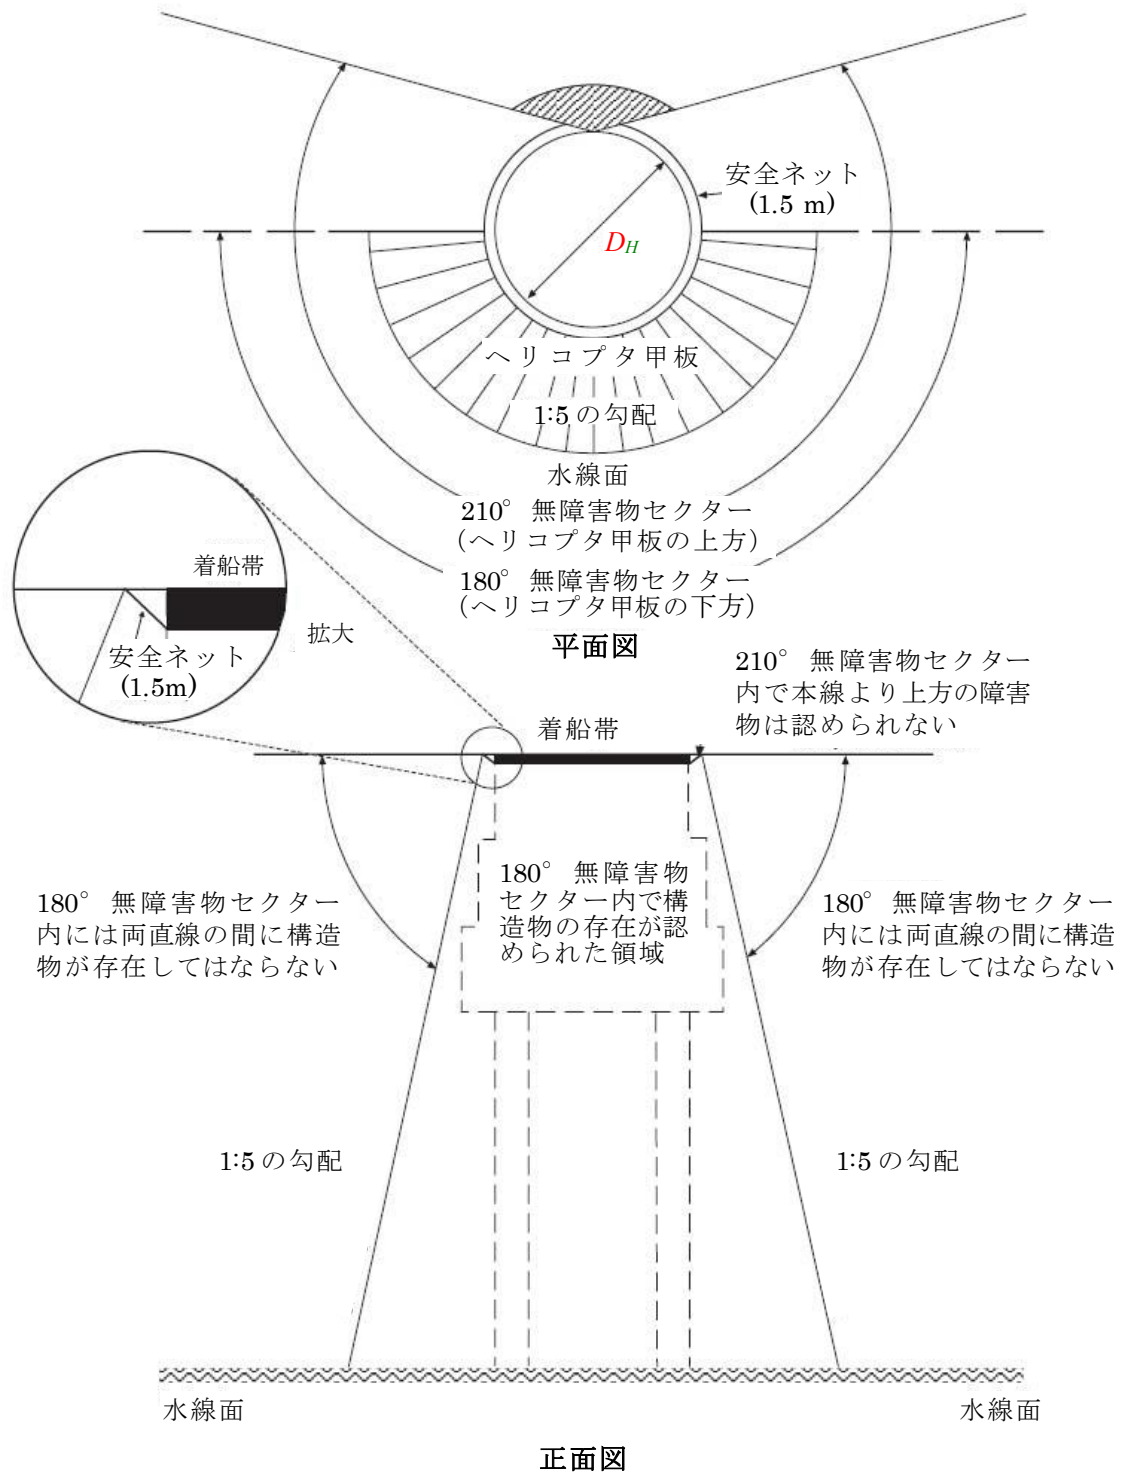 安全ネット
(1.5 m)
DH
ヘリコプタ甲板
1:5の勾配
水線面
210° 無障害物セクター
(ヘリコプタ甲板の上方)
180° 無障害物セクター
(ヘリコプタ甲板の下方)
平面図
着船帯
安全ネット
(1.5m)
拡大
210° 無障害物セクター
内で本線より上方の障害
物は認められない
着船帯
180° 無障害物セクター
内には両直線の間に構造
物が存在してはならない
180° 無障害物
セクター内で構
造物の存在が認
められた領域
180° 無障害物セクター
内には両直線の間に構造
物が存在してはならない
1:5の勾配
1:5の勾配
水線面
水線面
正面図